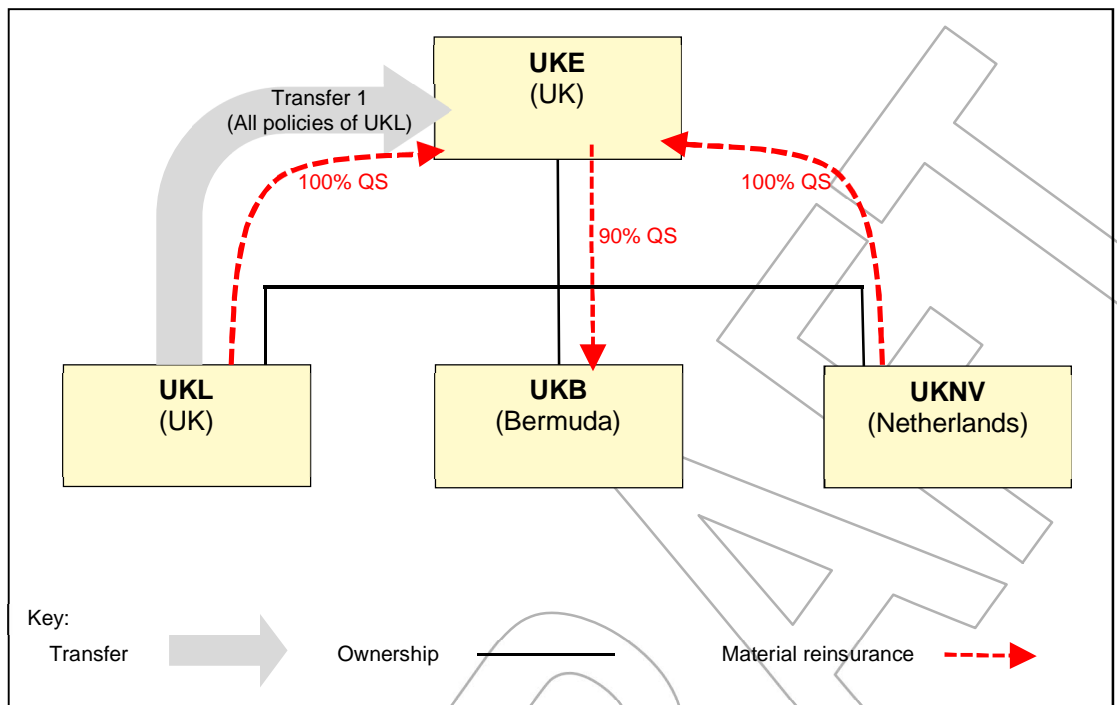 UKE
(UK)
Transfer 1
(All policies of UKL)
100% QS
100% QS
90% QS
UKL
(UK)
UKB
(Bermuda)
UKNV
(Netherlands)
Key:
Transfer
Ownership
Material reinsurance